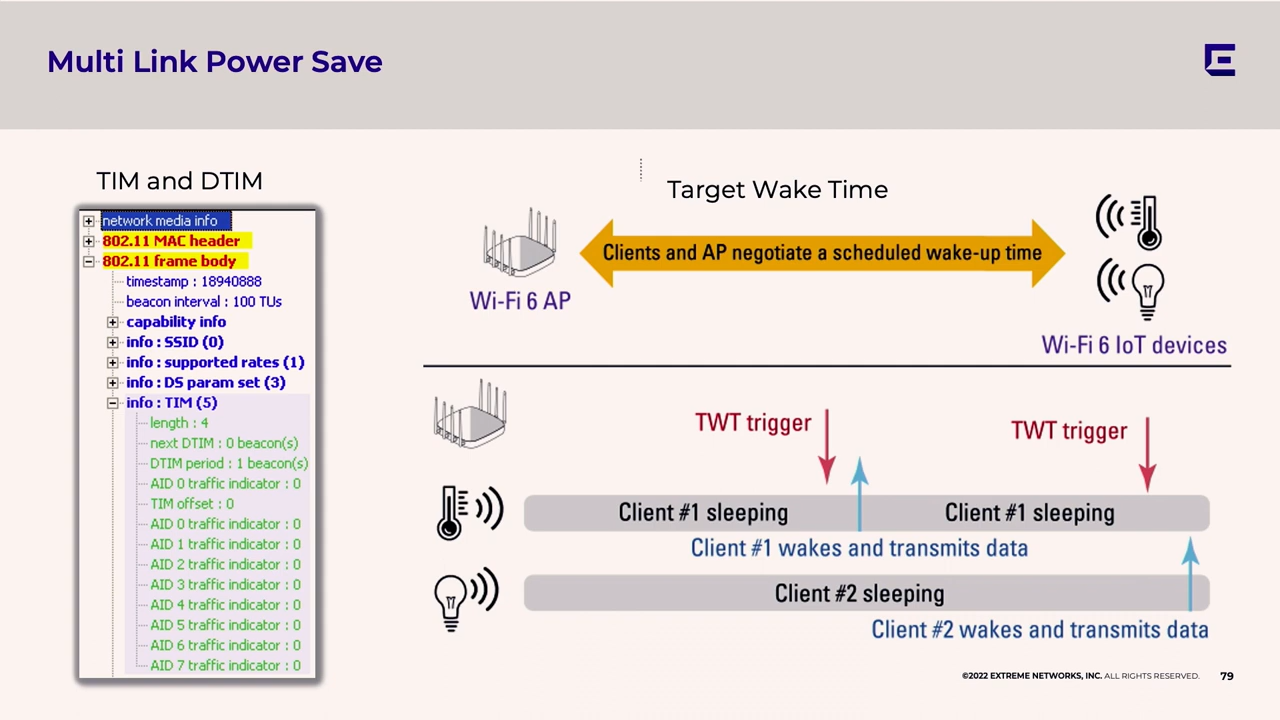 Multi Link Power Save
TIM and DTIM
network media info
802.11 MAC header
802.11 frame body
timestamp : 18940888
beacon interval : 100 TUs
capability info
info : SSID (0)
info : supported rates (1)
info : DS param set (3)
info : TIM (5)
length : 4
next DTIM : 0 beacon(s)
DTIM period : 1 beacon(s)
AID 0 traffic indicator : 0
TIM offset : 0
AID 0 traffic indicator : 0
AID 1 traffic indicator : 0
AID 2 traffic indicator : 0
AID 3 traffic indicator : 0
AID 4 traffic indicator : 0
AID 5 traffic indicator : 0
AID 6 traffic indicator : 0
AID 7 traffic indicator : 0
Target Wake Time
Clients and AP negotiate a scheduled wake-up time
Wi-Fi 6 AP
Wi-Fi 6 IoT devices
TWT trigger
TWT trigger
Client #1 sleeping
Client #1 sleeping
Client #1 wakes and transmits data
Client #2 sleeping
Client #2 wakes and transmits data
©2022 EXTREME NETWORKS, INC. ALL RIGHTS RESERVED. 79